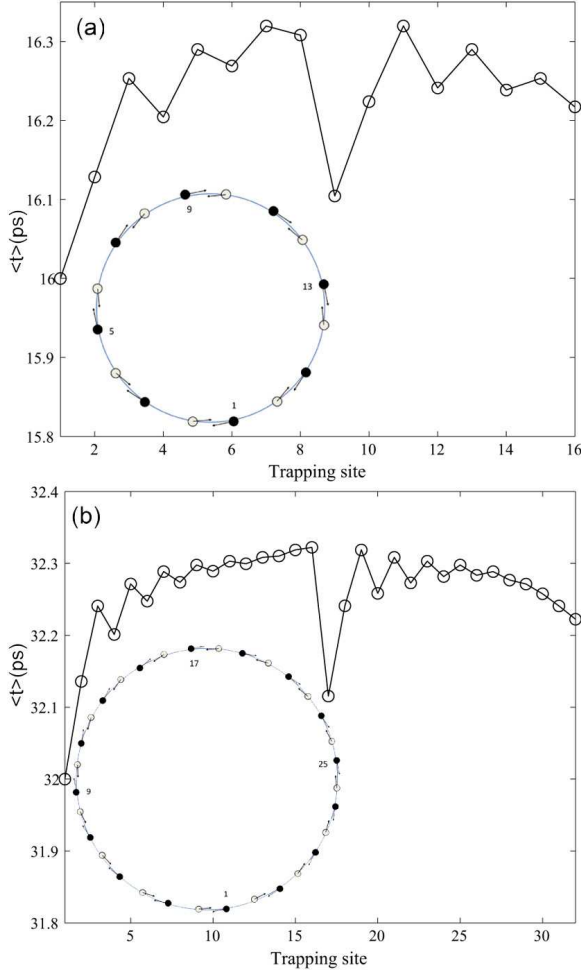 (a)
16.3
16.2
16.1
16
15.9
15.8
<t>(ps)
9
13
5
1
2 4 6 8 10 12 14 16
Trapping site
(b)
32.4
32.3
32.2
32.1
32
31.9
31.8
<t>(ps)
17
25
9
1
5 10 15 20 25 30
Trapping site